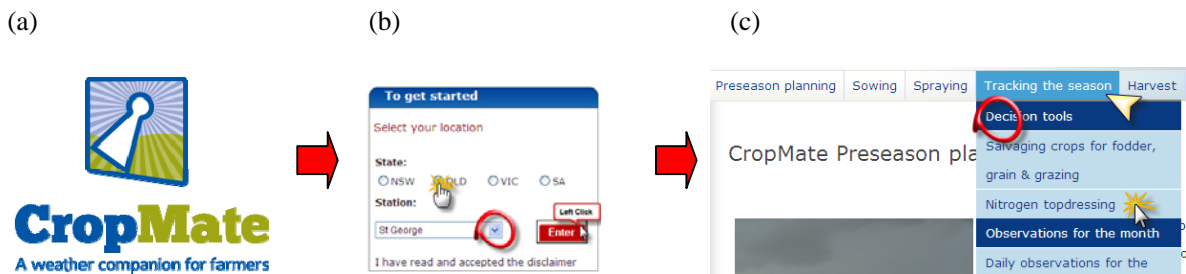 (a)
(b)
(c)
CropMate
A weather companion for farmers
To get started
Select your location
State:
NSW QLD VIC SA
Station:
Left Click
St George Enter
I have read and accepted the disclaimer
Preseason planning Sowing Spraying Tracking the season Harvest
Decision tools
CropMate Preseason pla
Salvaging crops for fodder,
grain & grazing
Nitrogen topdressing
Observations for the month
Daily observations for the